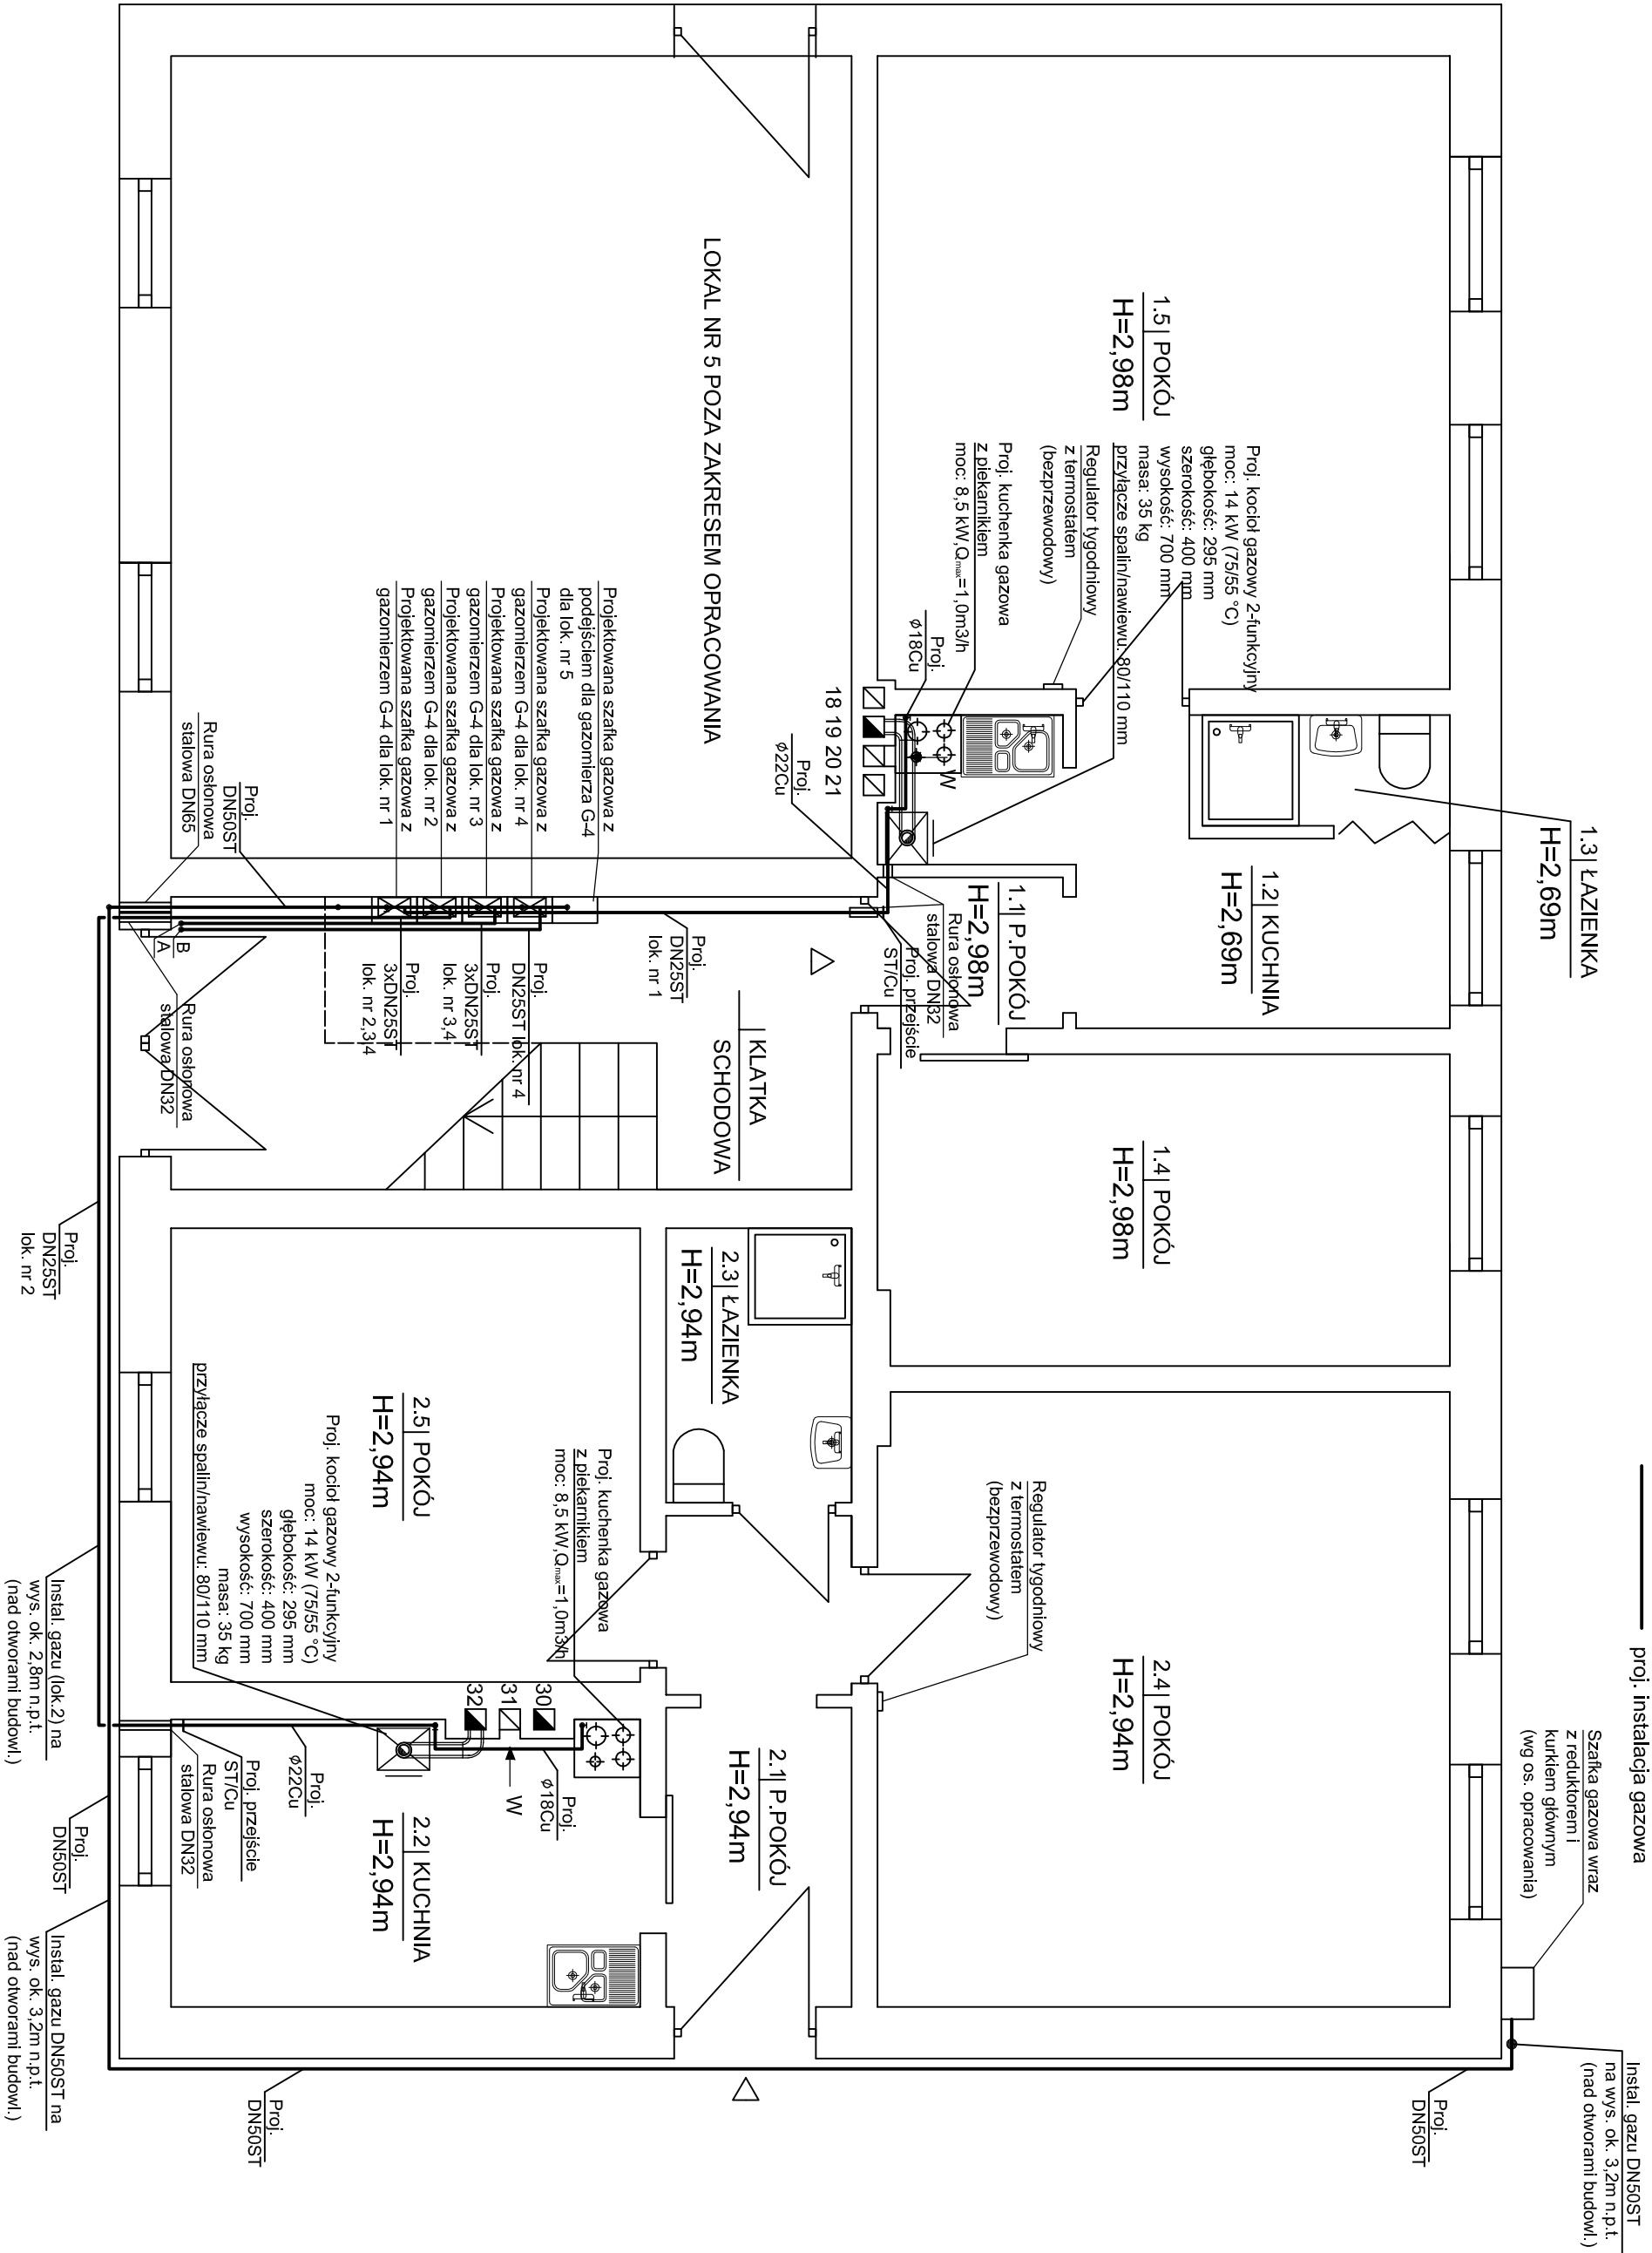 proj. instalacja gazowa
Instal. gazu DN50ST
na wys. ok. 3,2m n.p.t.
(nad otworami budowl.)
Szafka gazowa wraz
z reduktorem i
kurkiem głównym
(wg os. opracowania)
Proj.
DN50ST
1.3| ŁAZIENKA
H=2,69m
1.5| POKÓJ
H=2,98m
Proj. kocioł gazowy 2-funkcyjny
moc: 14 kW (75/55 °C)
głębokość: 295 mm
szerokość: 400 mm
wysokość: 700 mm
masa: 35 kg
przyłącze spalin/nawiewu: 80/110 mm
Regulator tygodniowy
z termostatem
(bezprzewodowy)
Proj. kuchenka gazowa
z piekarnikiem
moc: 8,5 kW,Qmax=1,0m3/h
Proj.
ϕ18Cu
1.2| KUCHNIA
H=2,69m
W
1.1| P.POKÓJ
H=2,98m
Rura osłonowa
stalowa DN32
Proj. przejście
ST/Cu
1.4| POKÓJ
H=2,98m
2.4| POKÓJ
H=2,94m
Regulator tygodniowy
z termostatem
(bezprzewodowy)
18 19 20 21
Proj.
ϕ22Cu
LOKAL NR 5 POZA ZAKRESEM OPRACOWANIA
KLATKA
SCHODOWA
Proj.
DN25ST
lok. nr 1
2.3| ŁAZIENKA
H=2,94m
2.1| P.POKÓJ
H=2,94m
Projektowana szafka gazowa z
podejściem dla gazomierza G-4
dla lok. nr 5
Projektowana szafka gazowa z
gazomierzem G-4 dla lok. nr 4
Projektowana szafka gazowa z
gazomierzem G-4 dla lok. nr 3
Projektowana szafka gazowa z
gazomierzem G-4 dla lok. nr 2
Projektowana szafka gazowa z
gazomierzem G-4 dla lok. nr 1
Proj.
DN25ST lok. nr 4
Proj.
3xDN25ST
lok. nr 3,4
Proj.
3xDN25ST
lok. nr 2,3,4
Proj. kuchenka gazowa
z piekarnikiem
moc: 8,5 kW,Qmax=1,0m3/h
30
31
32
Proj.
ϕ18Cu
W
2.5| POKÓJ
H=2,94m
2.2| KUCHNIA
H=2,94m
Proj. kocioł gazowy 2-funkcyjny
moc: 14 kW (75/55 °C)
głębokość: 295 mm
szerokość: 400 mm
wysokość: 700 mm
masa: 35 kg
przyłącze spalin/nawiewu: 80/110 mm
Proj.
ϕ22Cu
Proj. przejście
ST/Cu
Rura osłonowa
stalowa DN32
Proj.
DN50ST
Rura osłonowa
stalowa DN65
B
A
Rura osłonowa
stalowa DN32
Proj.
DN50ST
Proj.
DN25ST
lok. nr 2
Instal. gazu (lok.2) na
wys. ok. 2,8m n.p.t.
(nad otworami budowl.)
Proj.
DN50ST
Instal. gazu DN50ST na
wys. ok. 3,2m n.p.t.
(nad otworami budowl.)